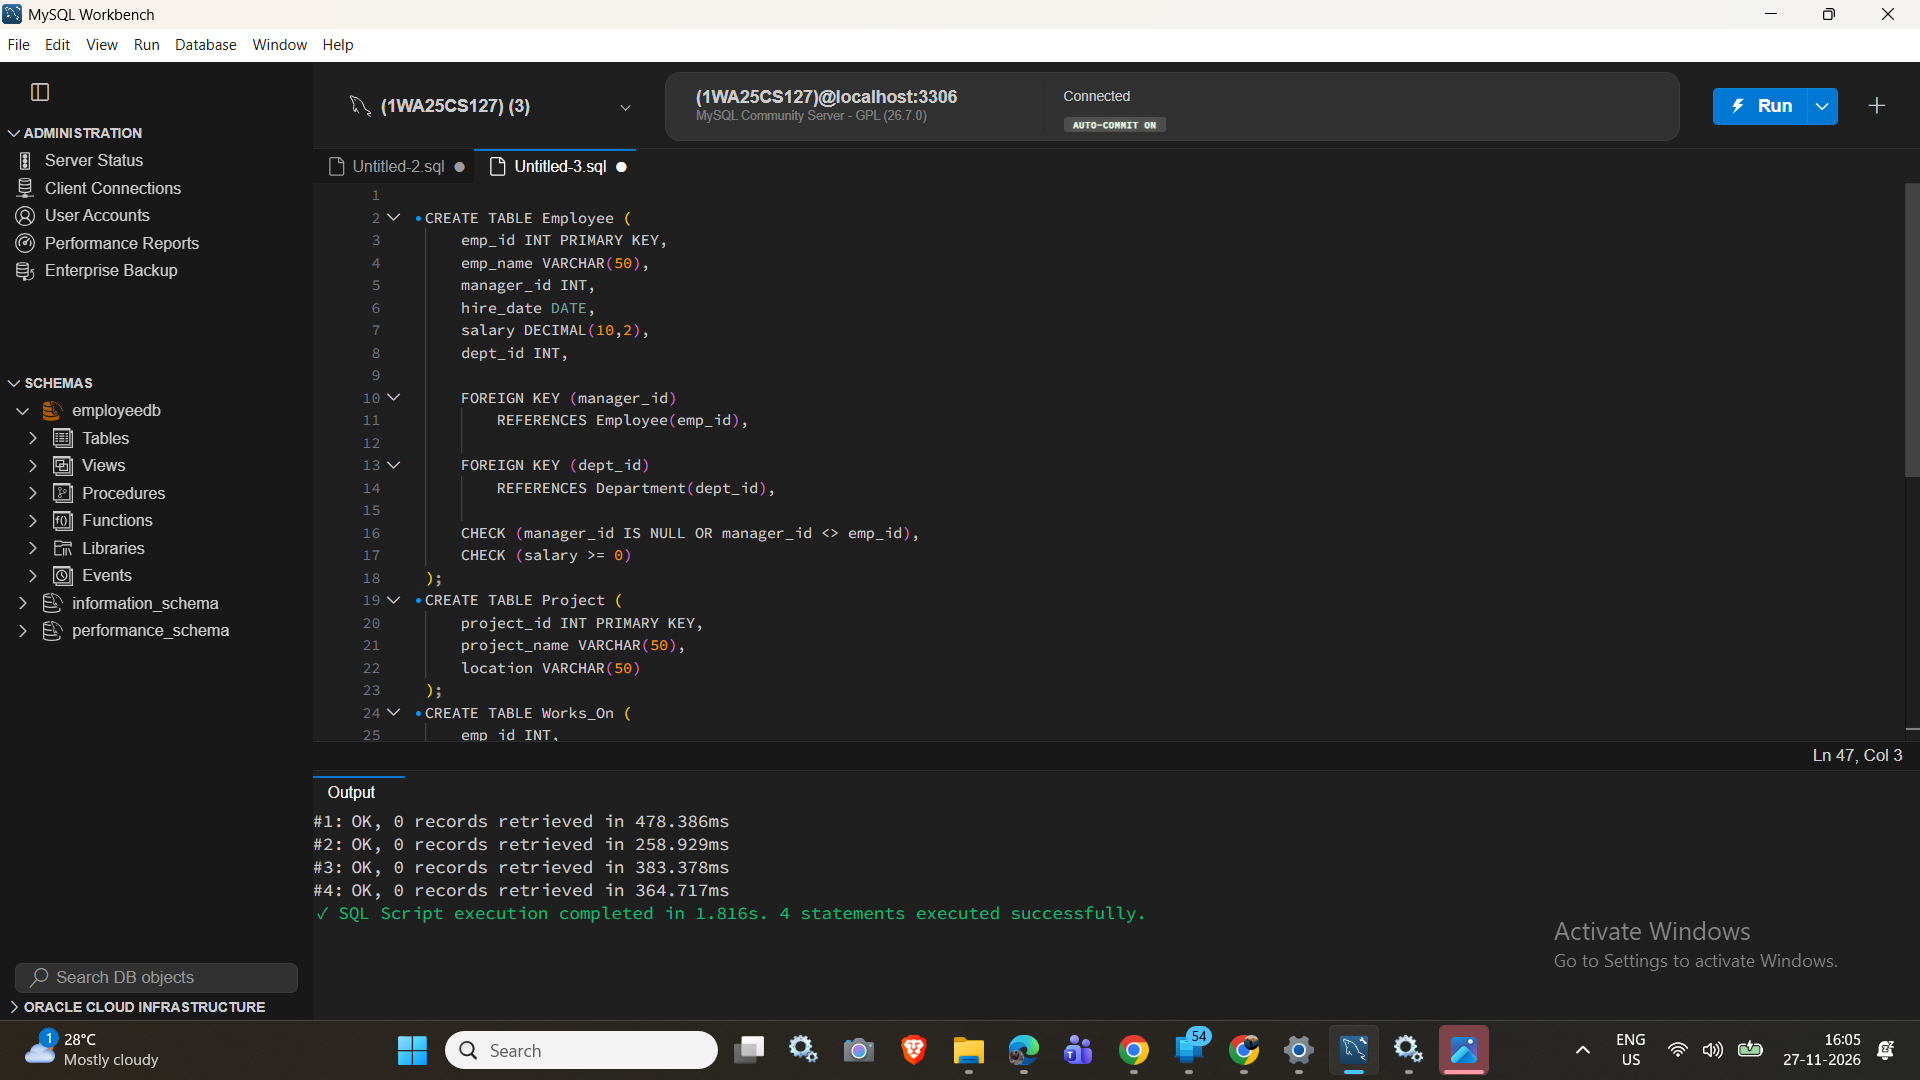 MySQL Workbench
File Edit View Run Database Window Help
(1WA25CS127) (3)
(1WA25CS127)@localhost:3306
MySQL Community Server - GPL (26.7.0)
Connected
AUTO-COMMIT ON
Run
ADMINISTRATION
Server Status
Client Connections
User Accounts
Performance Reports
Enterprise Backup
SCHEMAS
employeedb
Tables
Views
Procedures
Functions
Libraries
Events
information_schema
performance_schema
Search DB objects
ORACLE CLOUD INFRASTRUCTURE
Untitled-2.sql Untitled-3.sql
1
2 CREATE TABLE Employee (
3 emp_id INT PRIMARY KEY,
4 emp_name VARCHAR(50),
5 manager_id INT,
6 hire_date DATE,
7 salary DECIMAL(10,2),
8 dept_id INT,
9
10 FOREIGN KEY (manager_id)
11 REFERENCES Employee(emp_id),
12
13 FOREIGN KEY (dept_id)
14 REFERENCES Department(dept_id),
15
16 CHECK (manager_id IS NULL OR manager_id <> emp_id),
17 CHECK (salary >= 0)
18 );
19 CREATE TABLE Project (
20 project_id INT PRIMARY KEY,
21 project_name VARCHAR(50),
22 location VARCHAR(50)
23 );
24 CREATE TABLE Works_On (
25 emp_id INT,
Ln 47, Col 3
Output
#1: OK, 0 records retrieved in 478.386ms
#2: OK, 0 records retrieved in 258.929ms
#3: OK, 0 records retrieved in 383.378ms
#4: OK, 0 records retrieved in 364.717ms
✓ SQL Script execution completed in 1.816s. 4 statements executed successfully.
Activate Windows
Go to Settings to activate Windows.
1
28°C
Mostly cloudy
Search
54
ENG
US
16:05
27-11-2026